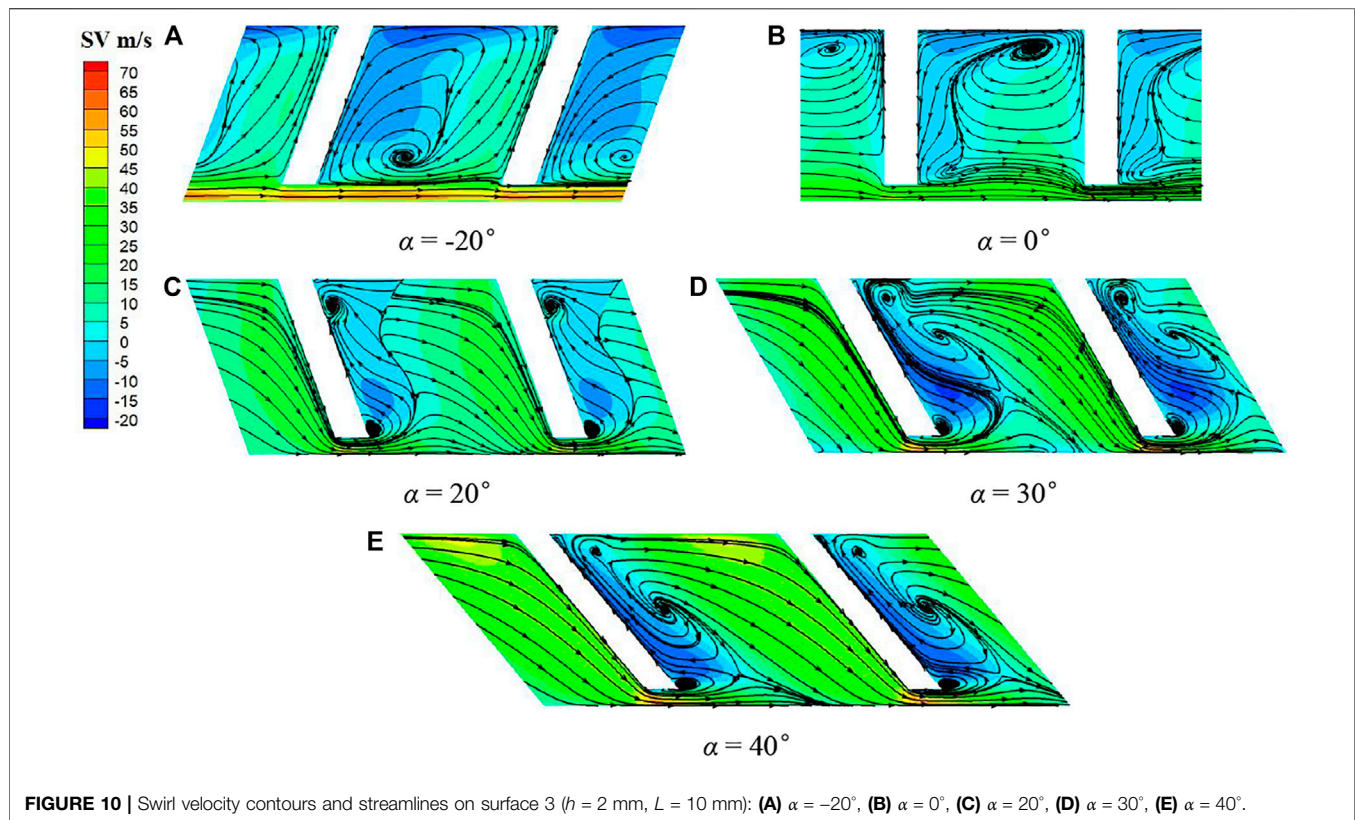 SV m/s
70
65
60
55
50
45
40
35
30
25
20
15
10
5
0
-5
-10
-15
-20
A
α = -20°
B
α = 0°
C
α = 20°
D
α = 30°
E
α = 40°
FIGURE 10 | Swirl velocity contours and streamlines on surface 3 (h = 2 mm, L = 10 mm): (A) α = −20°, (B) α = 0°, (C) α = 20°, (D) α = 30°, (E) α = 40°.